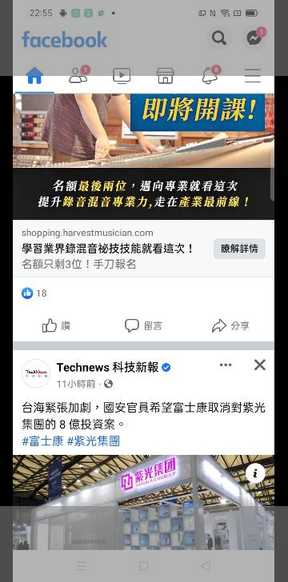 22:55
facebook
即將開課!
名額最後兩位，邁向專業就看這次
提升錄音混音專業力,走在產業最前線！
shopping.harvestmusician.com
學習業界錄混音祕技技能就看這次！
名額只剩3位！手刀報名
瞭解詳情
18
讚
留言
分享
Technews 科技新報
11小時前
台海緊張加劇，國安官員希望富士康取消對紫光
集團的 8 億投資案。
#富士康 #紫光集團
紫光集团